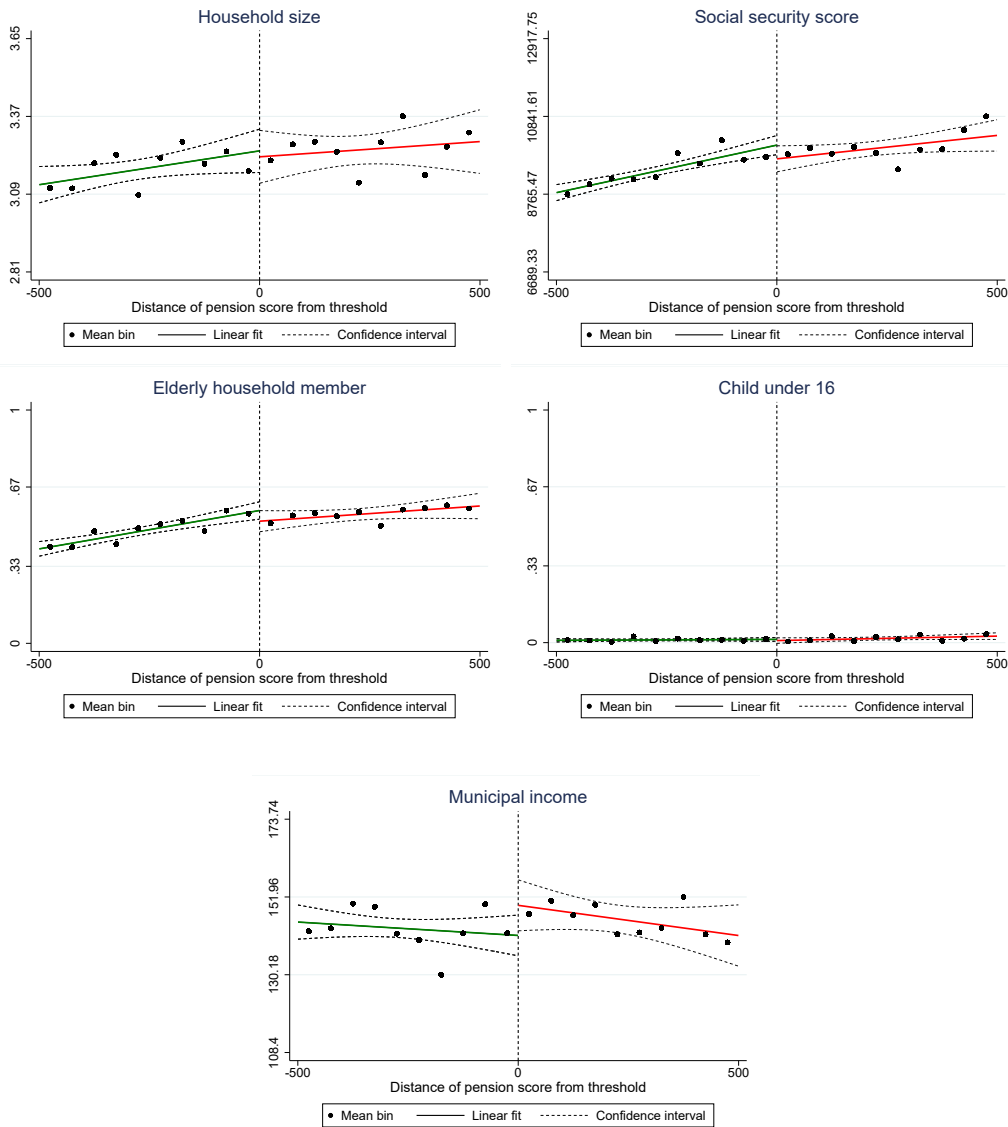 Household size
3.65
3.37
3.09
2.81
-500 0 500
Distance of pension score from threshold
Mean bin Linear fit Confidence interval
Social security score
12917.75
10841.61
8765.47
6689.33
-500 0 500
Distance of pension score from threshold
Mean bin Linear fit Confidence interval
Elderly household member
1
.67
.33
0
-500 0 500
Distance of pension score from threshold
Mean bin Linear fit Confidence interval
Child under 16
1
.67
.33
0
-500 0 500
Distance of pension score from threshold
Mean bin Linear fit Confidence interval
Municipal income
173.74
151.96
130.18
108.4
-500 0 500
Distance of pension score from threshold
Mean bin Linear fit Confidence interval